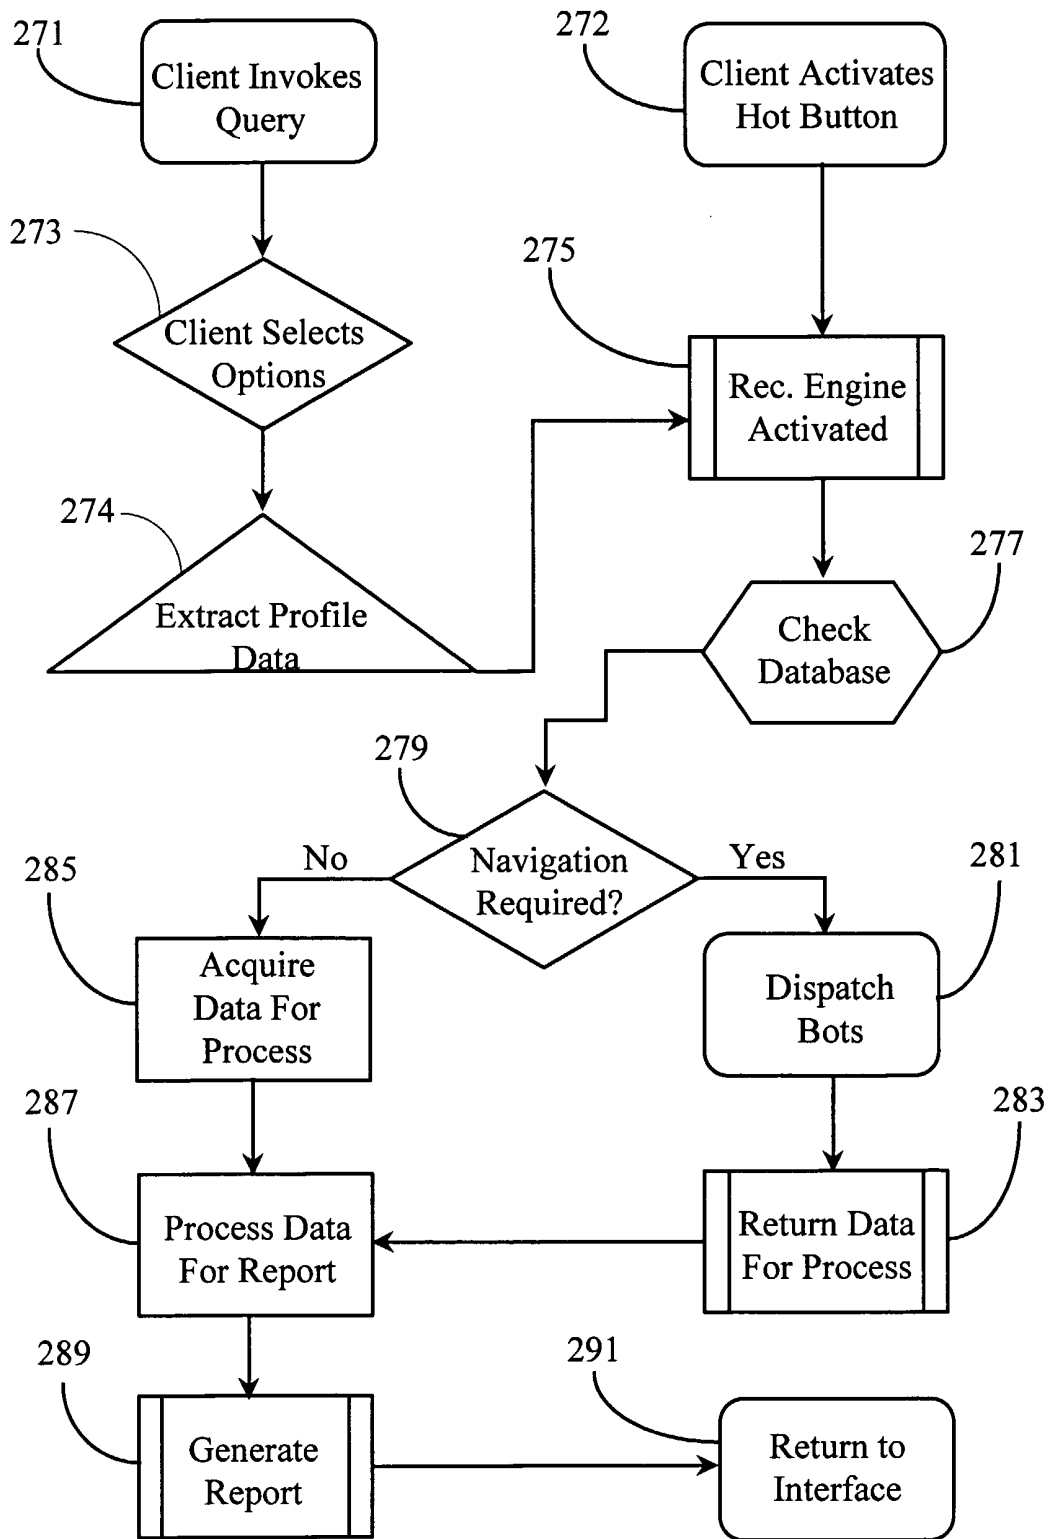 271
Client Invokes
Query
272
Client Activates
Hot Button
273
Client Selects
Options
275
Rec. Engine
Activated
274
Extract Profile
Data
277
Check
Database
279
Navigation
Required?
No
Yes
285
Acquire
Data For
Process
281
Dispatch
Bots
287
Process Data
For Report
283
Return Data
For Process
289
Generate
Report
291
Return to
Interface